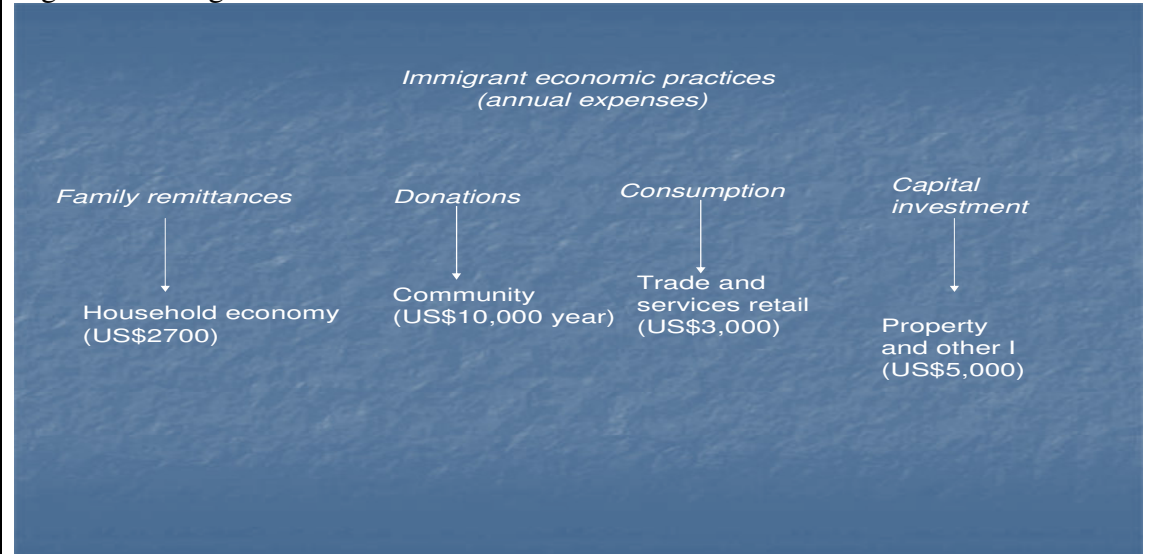 Immigrant economic practices
(annual expenses)
Family remittances
Household economy
(US$2700)
Donations
Community
(US$10,000 year)
Consumption
Trade and
services retail
(US$3,000)
Capital
investment
Property
and other I
(US$5,000)